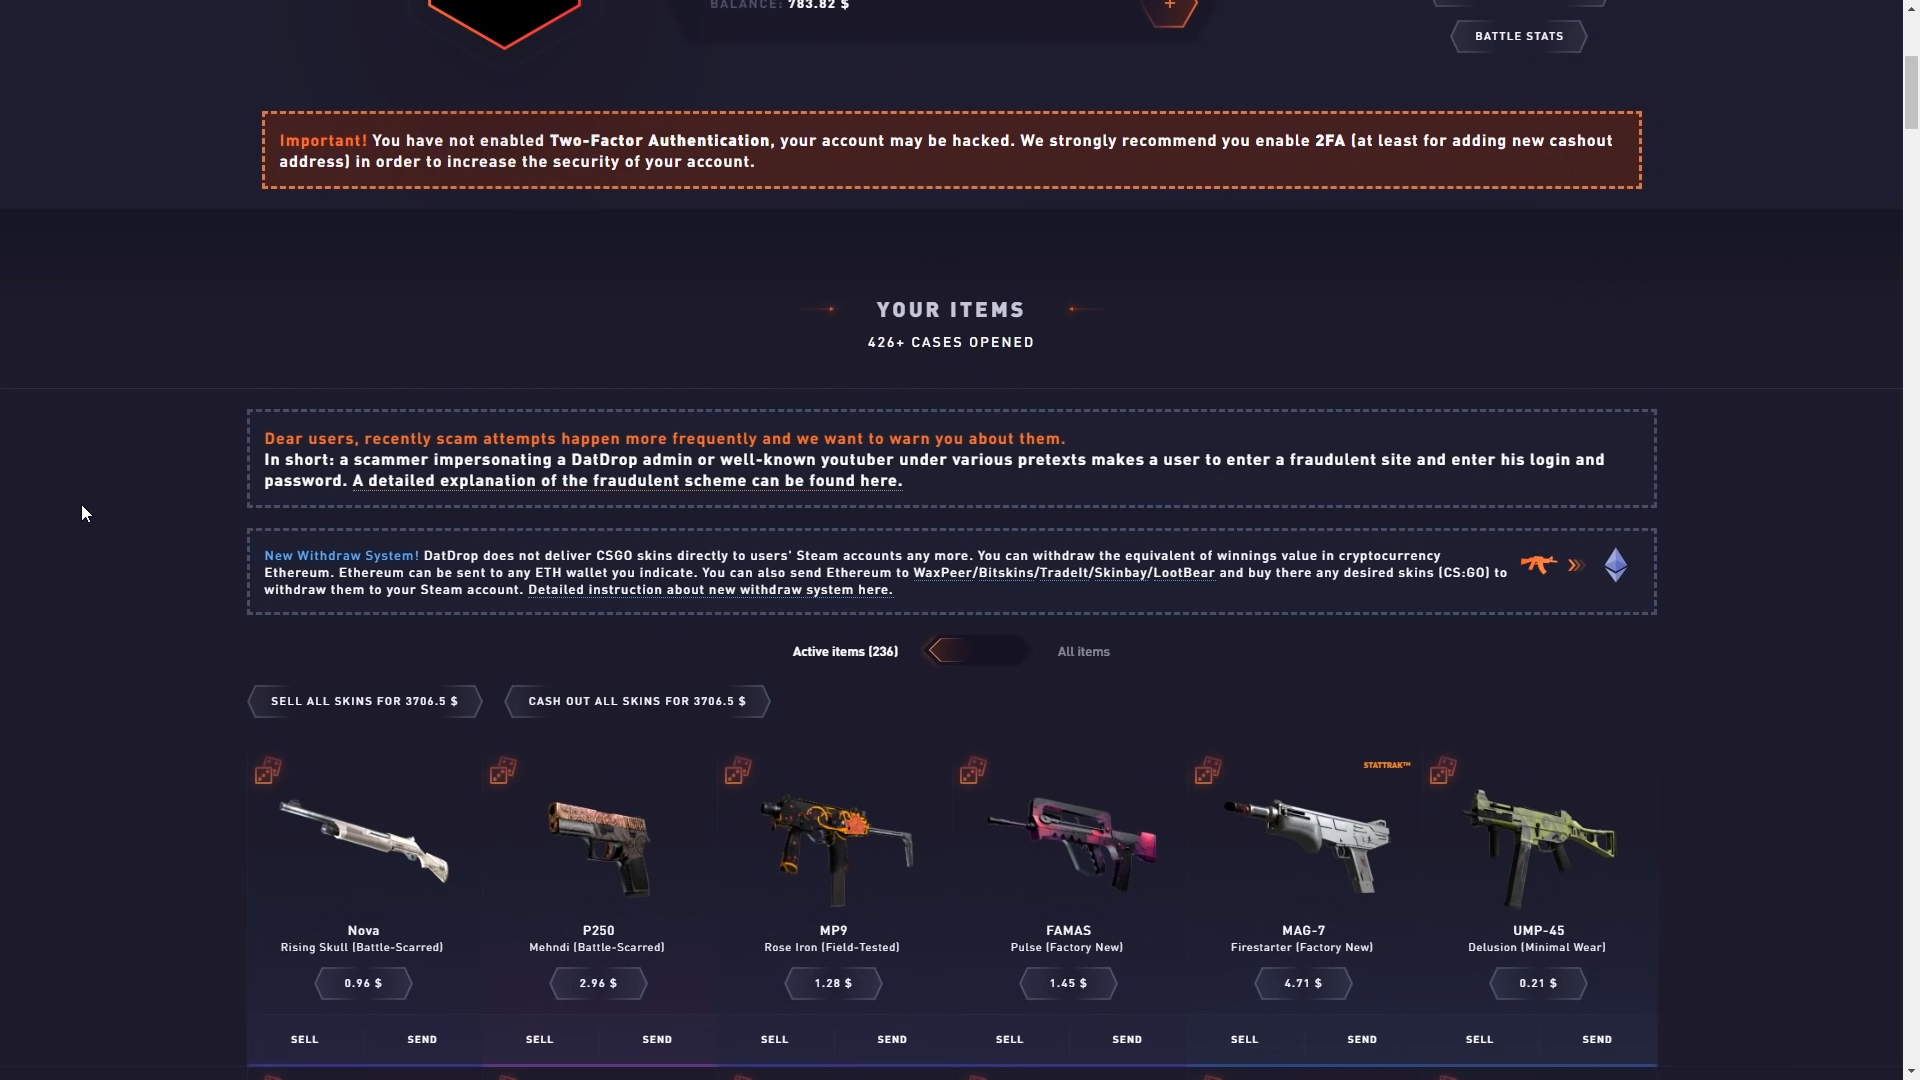 BALANCE: 783.82 $
+
BATTLE STATS
Important! You have not enabled Two-Factor Authentication, your account may be hacked. We strongly recommend you enable 2FA (at least for adding new cashout
address) in order to increase the security of your account.
YOUR ITEMS
426+ CASES OPENED
Dear users, recently scam attempts happen more frequently and we want to warn you about them.
In short: a scammer impersonating a DatDrop admin or well-known youtuber under various pretexts makes a user to enter a fraudulent site and enter his login and
password. A detailed explanation of the fraudulent scheme can be found here.
New Withdraw System! DatDrop does not deliver CSGO skins directly to users' Steam accounts any more. You can withdraw the equivalent of winnings value in cryptocurrency
Ethereum. Ethereum can be sent to any ETH wallet you indicate. You can also send Ethereum to WaxPeer/Bitskins/TradeIt/Skinbay/LootBear and buy there any desired skins (CS:GO) to
withdraw them to your Steam account. Detailed instruction about new withdraw system here.
Active items (236) All items
SELL ALL SKINS FOR 3706.5 $ CASH OUT ALL SKINS FOR 3706.5 $
STATTRAK™
Nova P250 MP9 FAMAS MAG-7 UMP-45
Rising Skull (Battle-Scarred) Mehndi (Battle-Scarred) Rose Iron (Field-Tested) Pulse (Factory New) Firestarter (Factory New) Delusion (Minimal Wear)
0.96 $ 2.96 $ 1.28 $ 1.45 $ 4.71 $ 0.21 $
SELL SEND SELL SEND SELL SEND SELL SEND SELL SEND SELL SEND